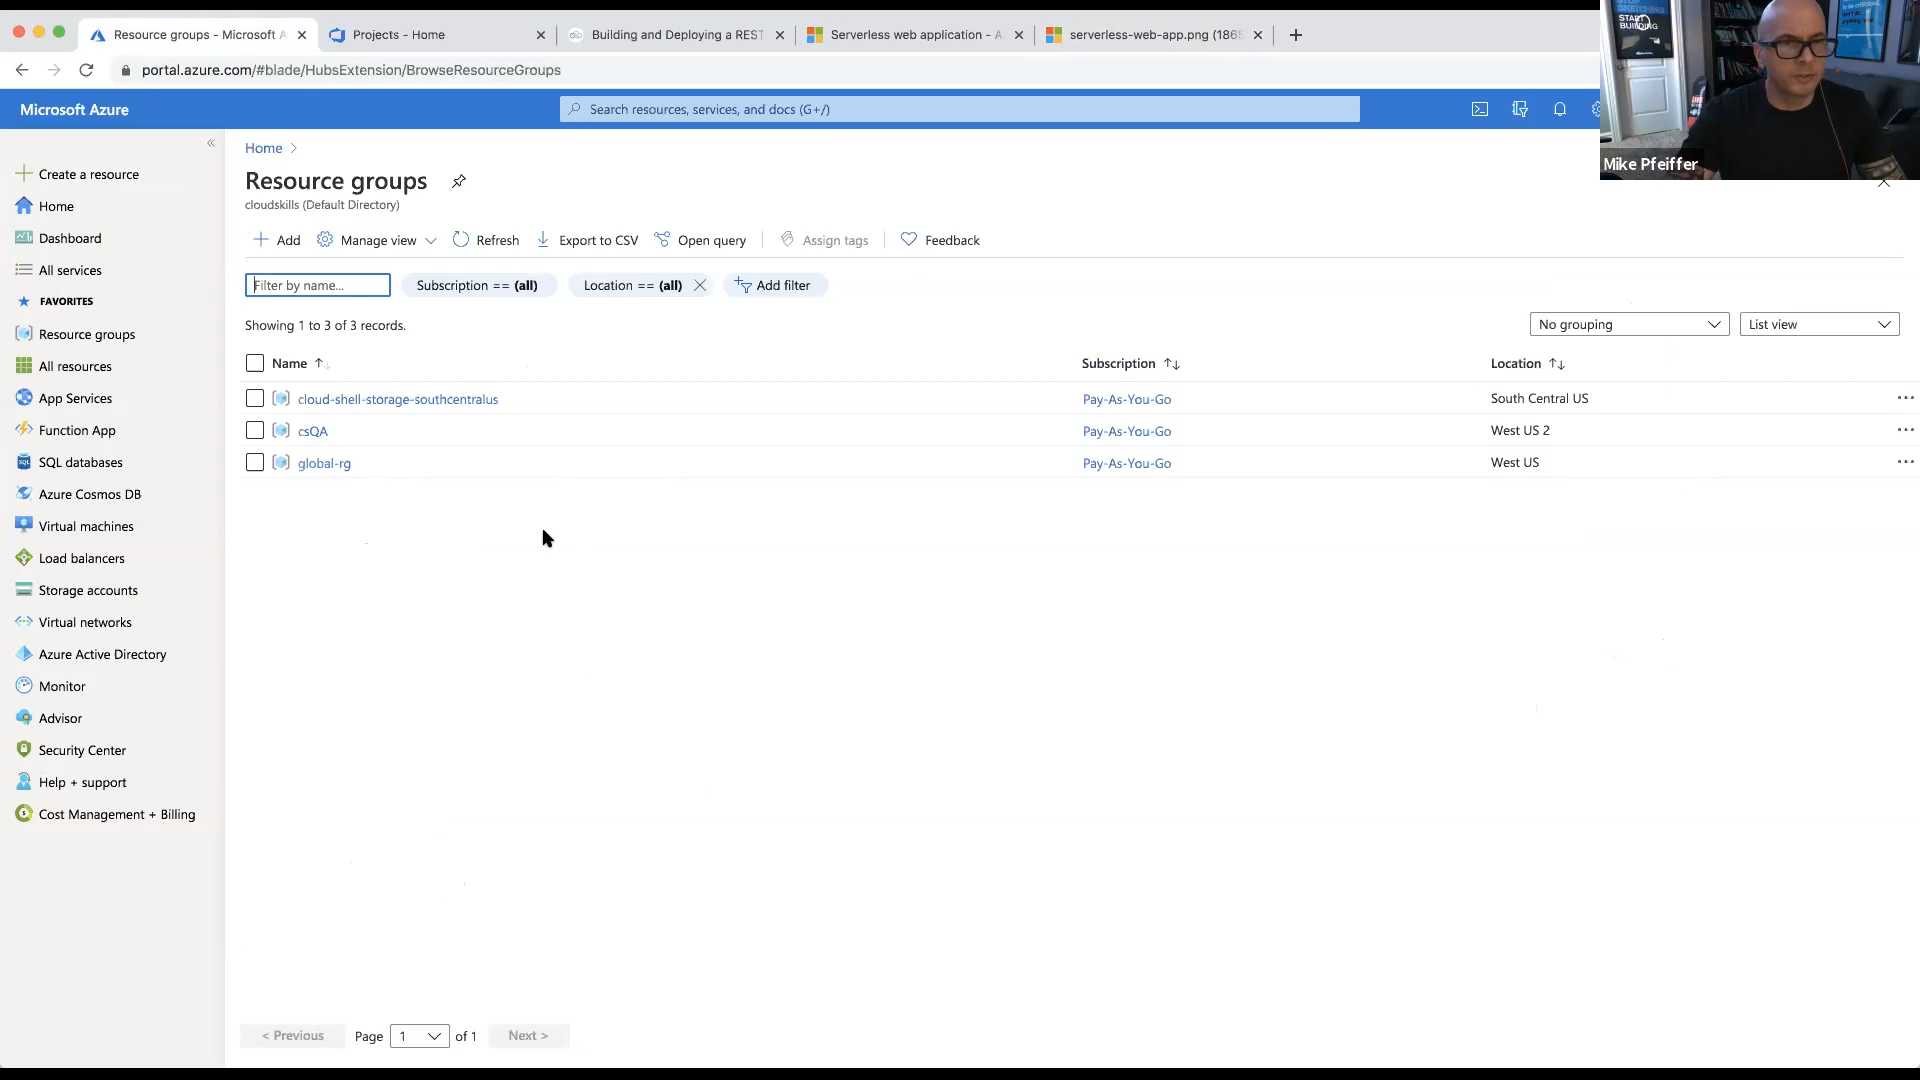 Resource groups - Microsoft A
Projects - Home
Building and Deploying a REST
Serverless web application - A
serverless-web-app.png (1865
portal.azure.com/#blade/HubsExtension/BrowseResourceGroups
START
BUILDING
Microsoft Azure
Search resources, services, and docs (G+/)
Mike Pfeiffer
Create a resource
Home
Dashboard
All services
FAVORITES
Resource groups
All resources
App Services
Function App
SQL databases
Azure Cosmos DB
Virtual machines
Load balancers
Storage accounts
Virtual networks
Azure Active Directory
Monitor
Advisor
Security Center
Help + support
Cost Management + Billing
Home >
Resource groups
cloudskills (Default Directory)
Add
Manage view
Refresh
Export to CSV
Open query
Assign tags
Feedback
Filter by name...
Subscription == (all)
Location == (all)
Add filter
Showing 1 to 3 of 3 records.
No grouping
List view
Name
Subscription
Location
cloud-shell-storage-southcentralus
Pay-As-You-Go
South Central US
csQA
Pay-As-You-Go
West US 2
global-rg
Pay-As-You-Go
West US
< Previous
Page
1
of 1
Next >